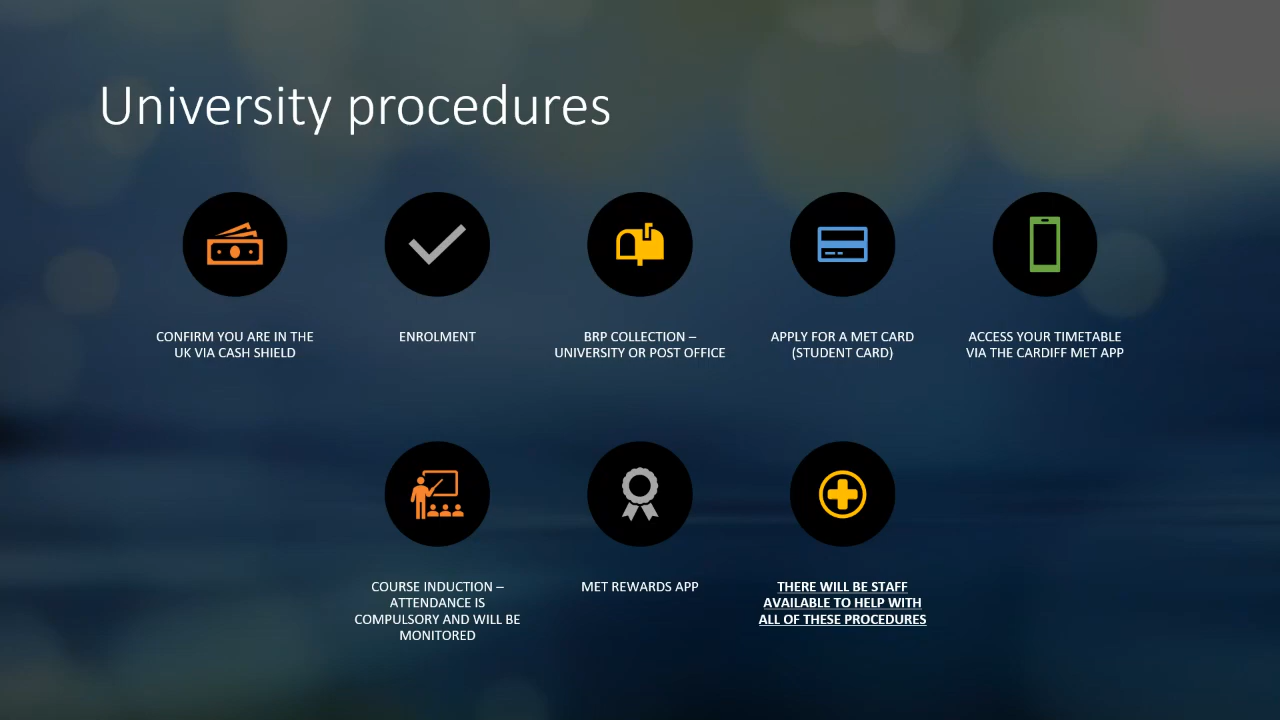 University procedures
CONFIRM YOU ARE IN THE
UK VIA CASH SHIELD
ENROLMENT
BRP COLLECTION –
UNIVERSITY OR POST OFFICE
APPLY FOR A MET CARD
(STUDENT CARD)
ACCESS YOUR TIMETABLE
VIA THE CARDIFF MET APP
COURSE INDUCTION –
ATTENDANCE IS
COMPULSORY AND WILL BE
MONITORED
MET REWARDS APP
THERE WILL BE STAFF
AVAILABLE TO HELP WITH
ALL OF THESE PROCEDURES